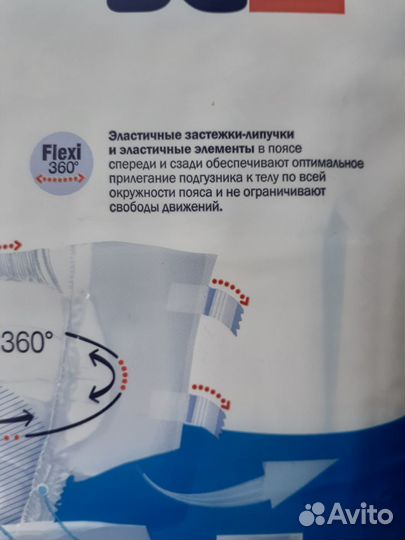 Flexi
360°
Эластичные застежки-липучки
и эластичные элементы в поясе
спереди и сзади обеспечивают оптимальное
прилегание подгузника к телу по всей
окружности пояса и не ограничивают
свободы движений.
360°
Avito